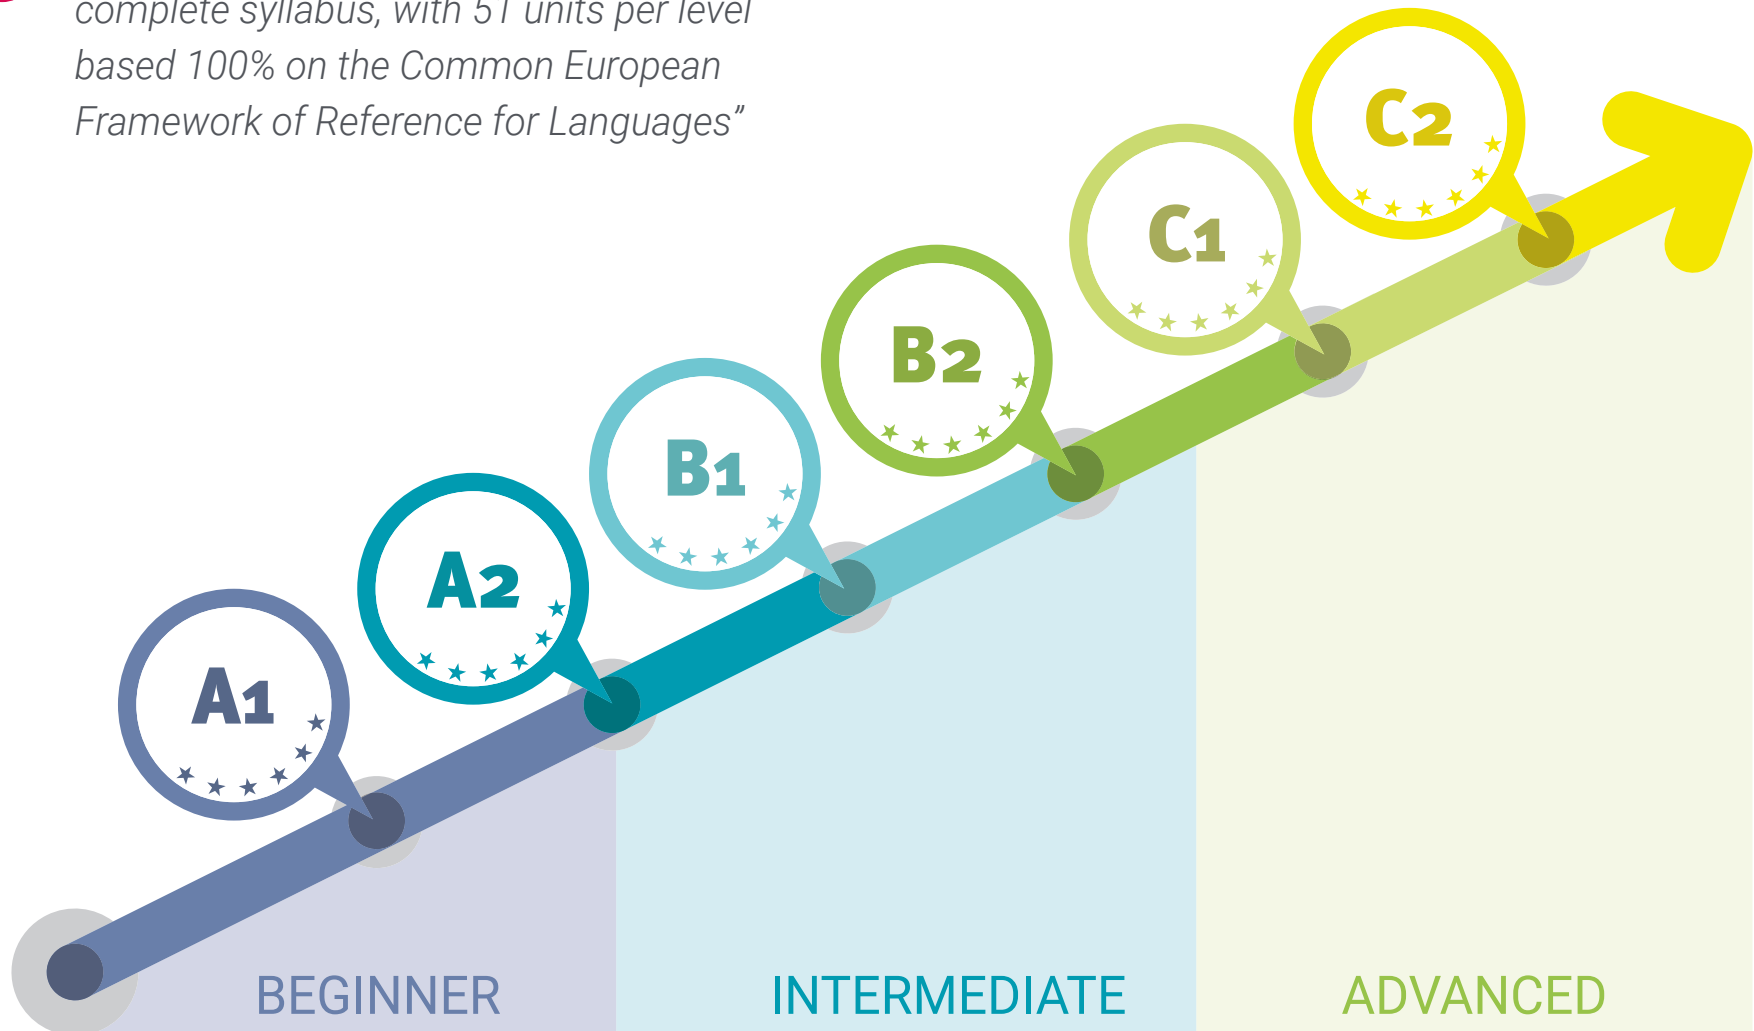 complete syllabus, with 51 units per level
based 100% on the Common European
Framework of Reference for Languages”
C2
C1
B2
B1
A2
A1
BEGINNER INTERMEDIATE ADVANCED